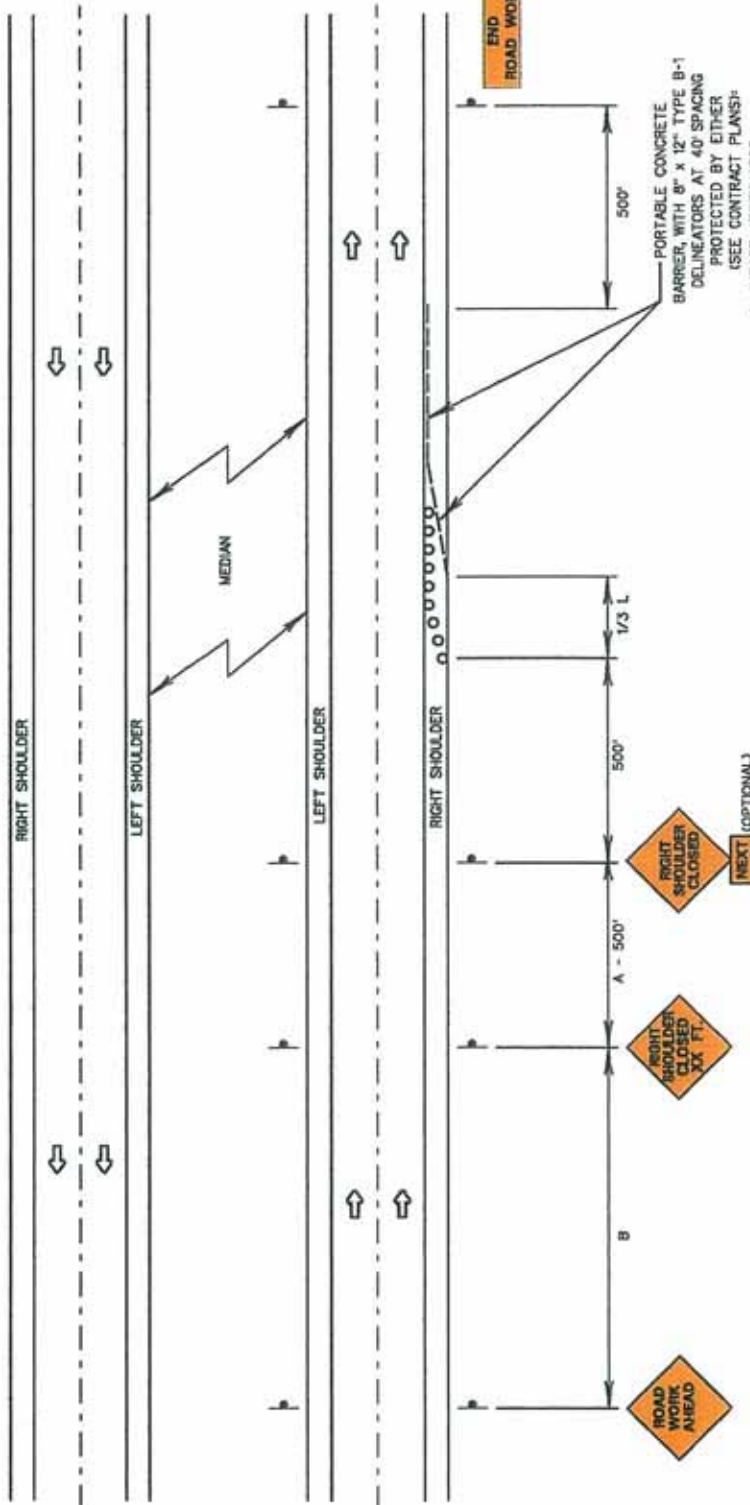 RIGHT SHOULDER
LEFT SHOULDER
MEDIAN
LEFT SHOULDER
RIGHT SHOULDER
END
ROAD
500'
1/3 L
500'
A - 500'
B
PORTABLE CONCRETE
BARRIER, WITH 8" x 12" TYPE B-1
DELINEATORS AT 40' SPACING
PROTECTED BY EITHER
(SEE CONTRACT PLANS):
ROAD
WORK
AHEAD
RIGHT
SHOULDER
CLOSED
XX FT.
RIGHT
SHOULDER
CLOSED
NEXT (OPTIONAL)